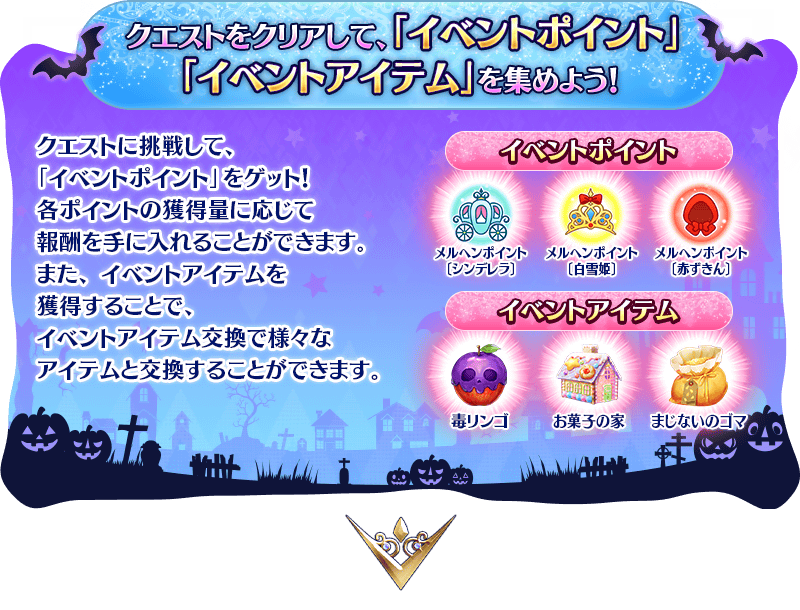 クエストをクリアして、「イベントポイント」
「イベントアイテム」を集めよう！
クエストに挑戦して、
「イベントポイント」をゲット！
各ポイントの獲得量に応じて
報酬を手に入れることができます。
また、イベントアイテムを
獲得することで、
イベントアイテム交換で様々な
アイテムと交換することができます。
イベントポイント
メルヘンポイント
［シンデレラ］
メルヘンポイント
［白雪姫］
メルヘンポイント
［赤ずきん］
イベントアイテム
毒リンゴ
お菓子の家
まじないのゴマ